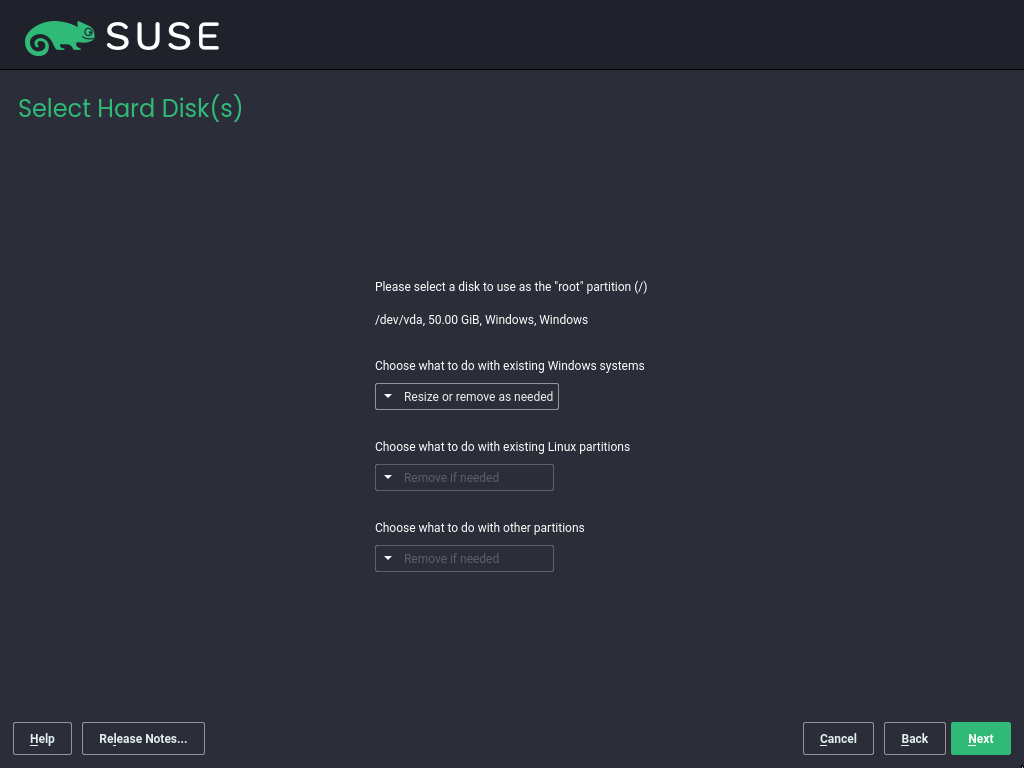 SUSE
Select Hard Disk(s)
Please select a disk to use as the "root" partition (/)
/dev/vda, 50.00 GiB, Windows, Windows
Choose what to do with existing Windows systems
Resize or remove as needed
Choose what to do with existing Linux partitions
Remove if needed
Choose what to do with other partitions
Remove if needed
Help Release Notes... Cancel Back Next